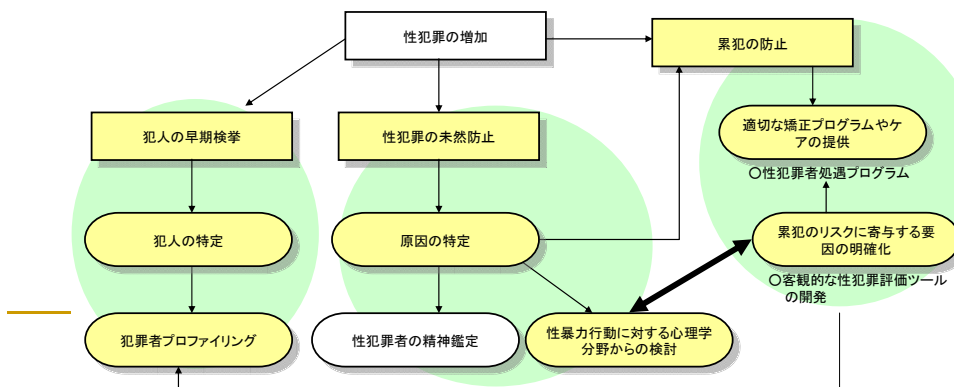 性犯罪の増加
累犯の防止
犯人の早期検挙
性犯罪の未然防止
適切な矯正プログラムやケ
アの提供
○性犯罪者処遇プログラム
犯人の特定
原因の特定
累犯のリスクに寄与する要
因の明確化
○客観的な性犯罪評価ツール
の開発
犯罪者プロファイリング
性犯罪者の精神鑑定
性暴力行動に対する心理学
分野からの検討